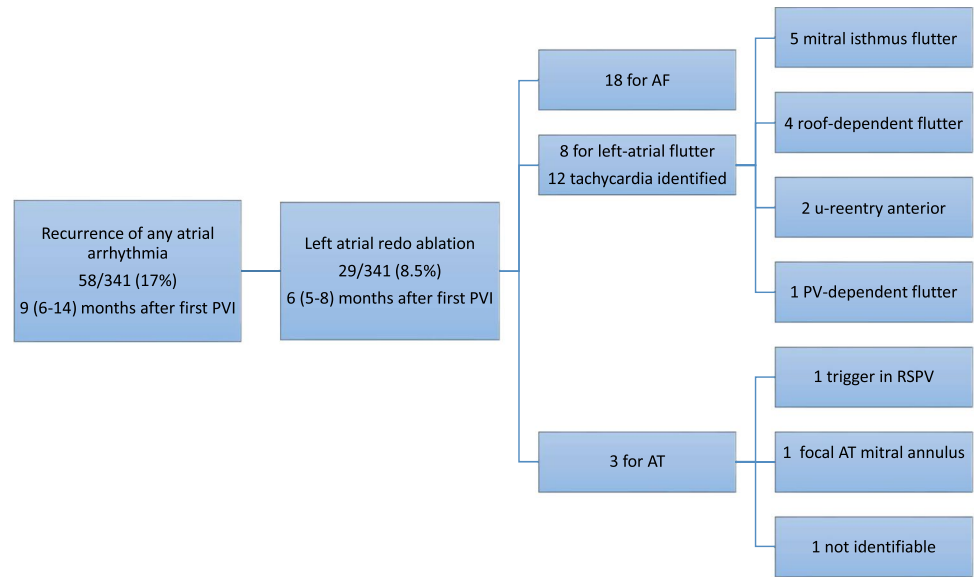 Recurrence of any atrial
arrhythmia
58/341 (17%)
9 (6-14) months after first PVI
Left atrial redo ablation
29/341 (8.5%)
6 (5-8) months after first PVI
18 for AF
8 for left-atrial flutter
12 tachycardia identified
3 for AT
5 mitral isthmus flutter
4 roof-dependent flutter
2 u-reentry anterior
1 PV-dependent flutter
1 trigger in RSPV
1 focal AT mitral annulus
1 not identifiable